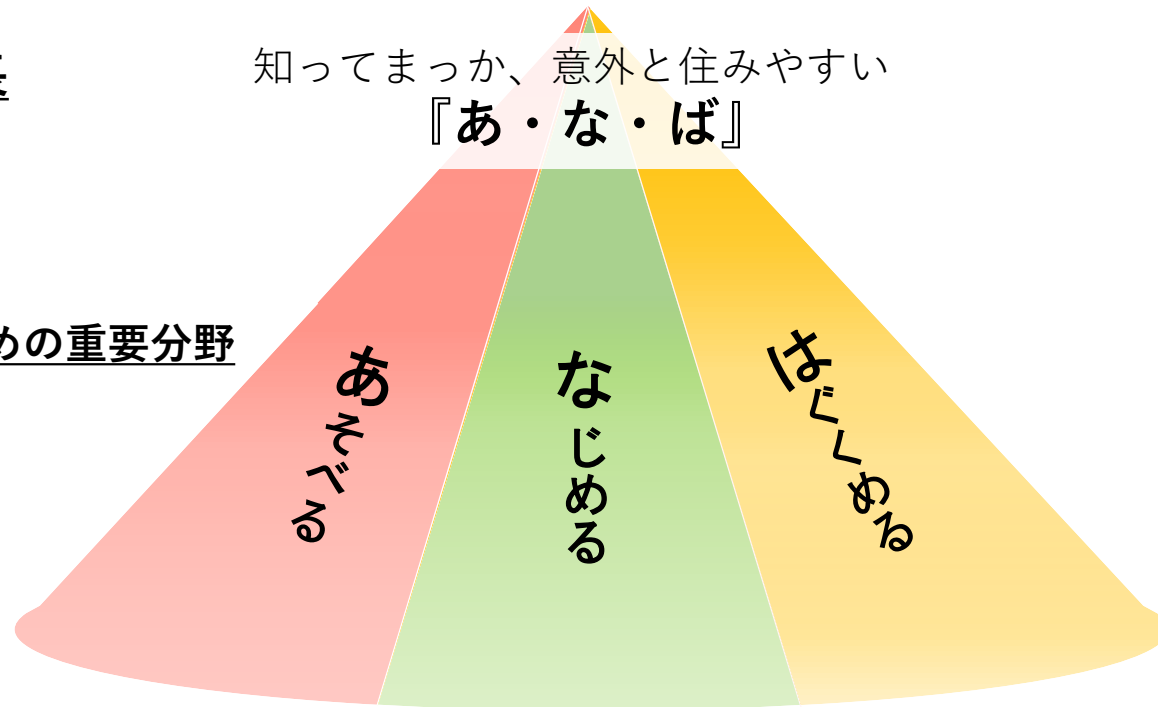 知ってまっか、意外と住みやすい
『あ・な・ば』
めの重要分野
あそべる
なじめる
はぐくめる